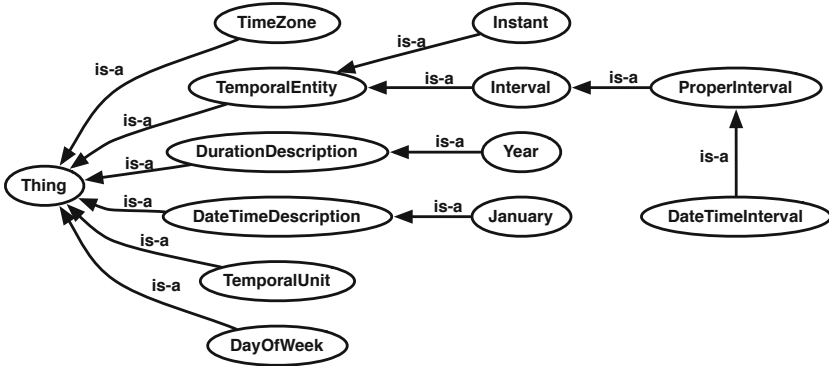 TimeZone
Instant
is-a
is-a
TemporalEntity
is-a
Interval
is-a
ProperInterval
is-a
DurationDescription
is-a
Year
is-a
is-a
Thing
DateTimeDescription
is-a
January
DateTimeInterval
is-a
is-a
TemporalUnit
is-a
DayOfWeek